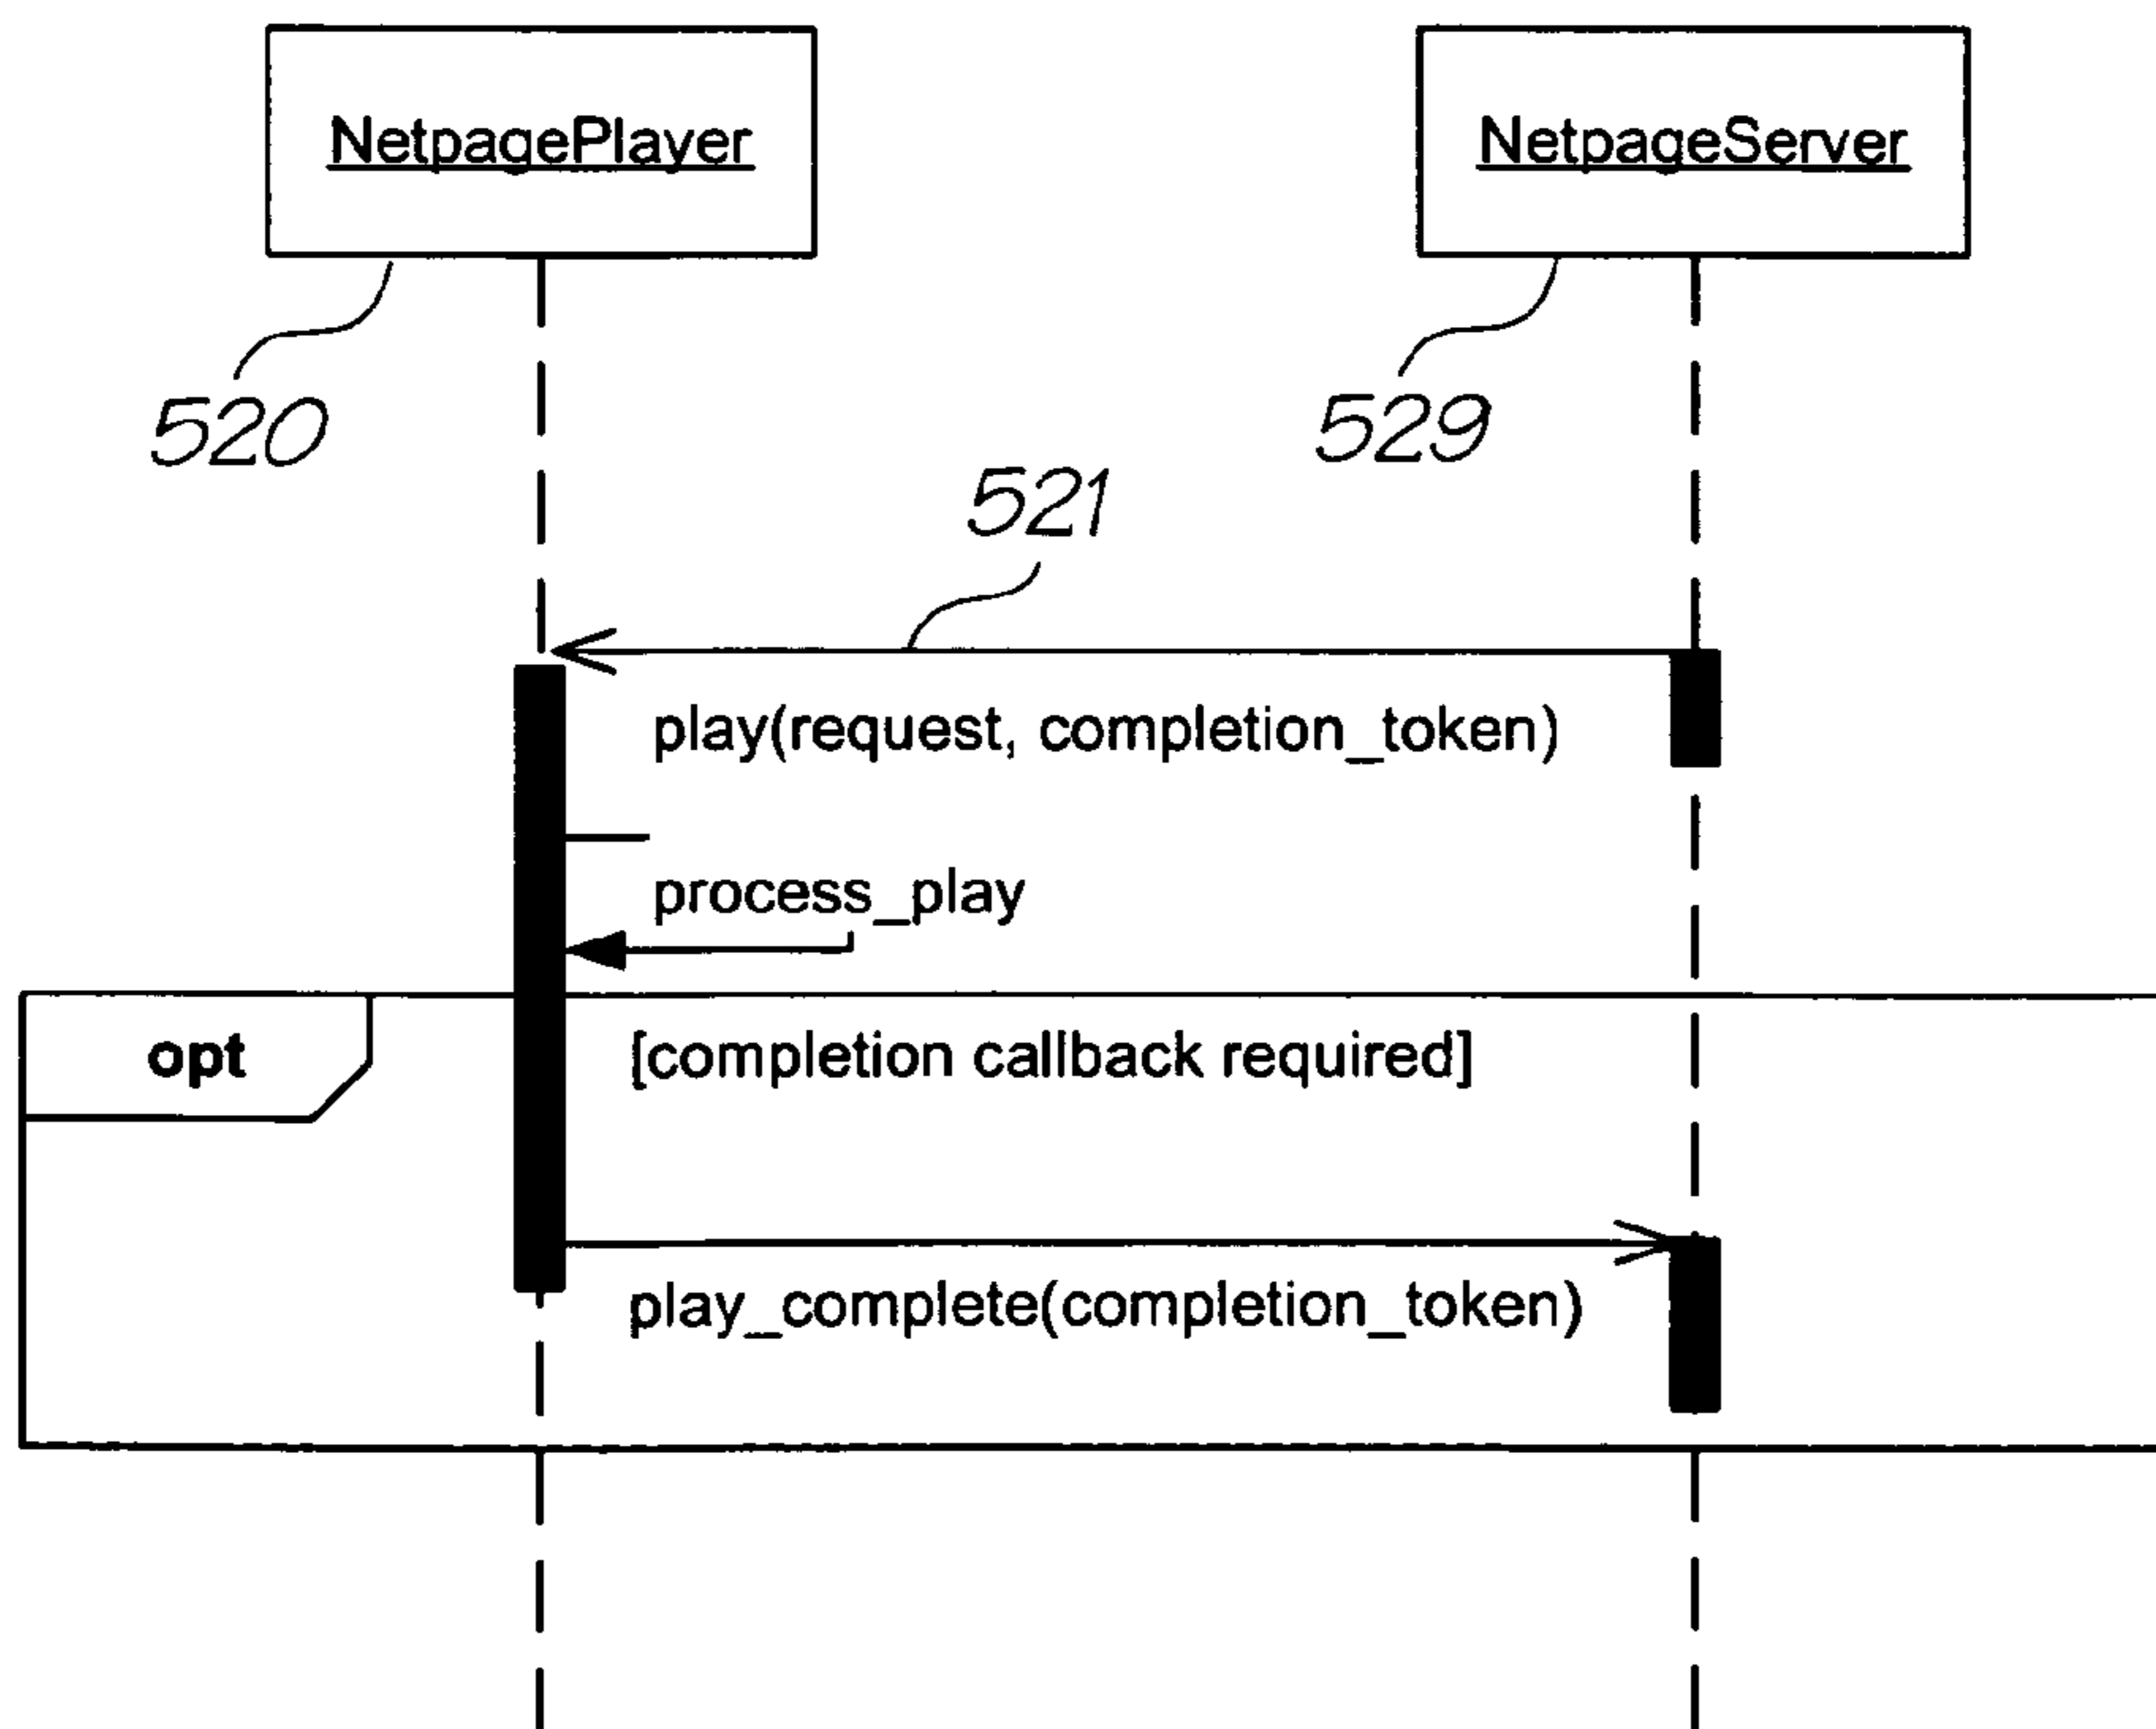 NetpagePlayer
NetpageServer
520
529
521
play(request, completion_token)
process_play
opt
[completion callback required]
play_complete(completion_token)